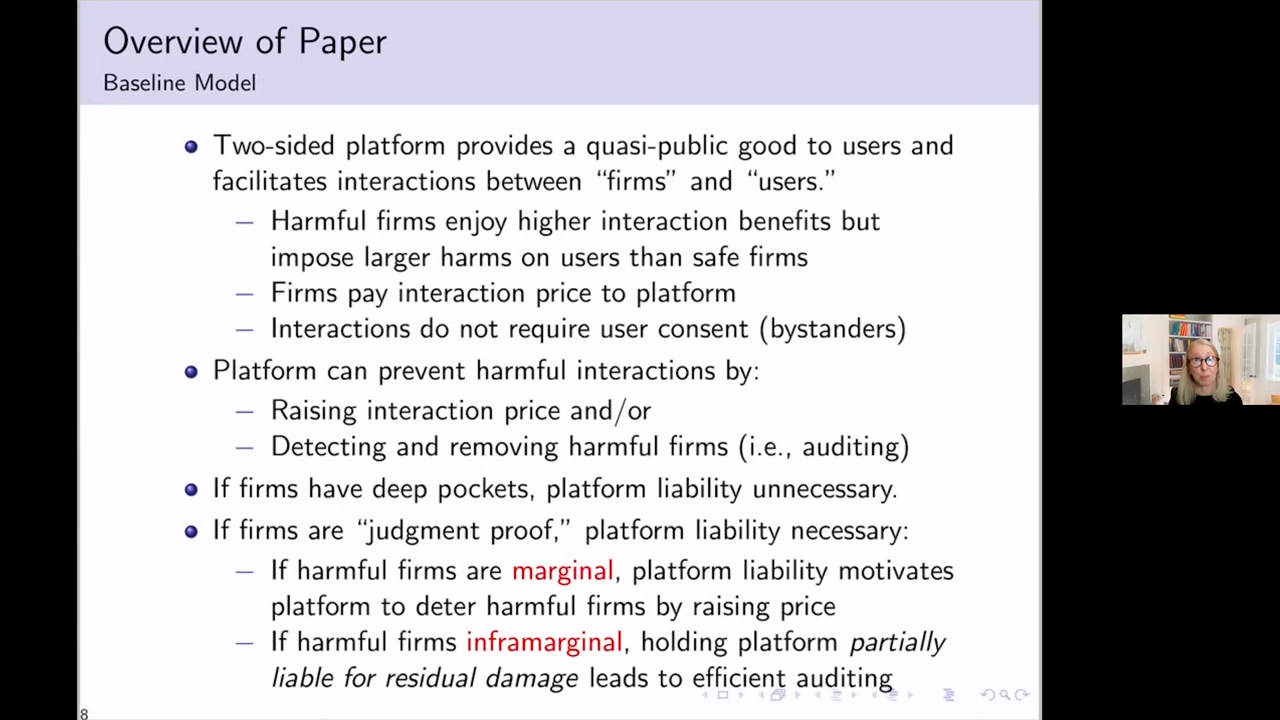 Overview of Paper
Baseline Model
Two-sided platform provides a quasi-public good to users and
facilitates interactions between “firms” and “users.”
— Harmful firms enjoy higher interaction benefits but
impose larger harms on users than safe firms
— Firms pay interaction price to platform
— Interactions do not require user consent (bystanders)
Platform can prevent harmful interactions by:
— Raising interaction price and/or
— Detecting and removing harmful firms (i.e., auditing)
If firms have deep pockets, platform liability unnecessary.
If firms are “judgment proof,” platform liability necessary:
— If harmful firms are marginal, platform liability motivates
platform to deter harmful firms by raising price
— If harmful firms inframarginal, holding platform partially
liable for residual damage leads to efficient auditing
8